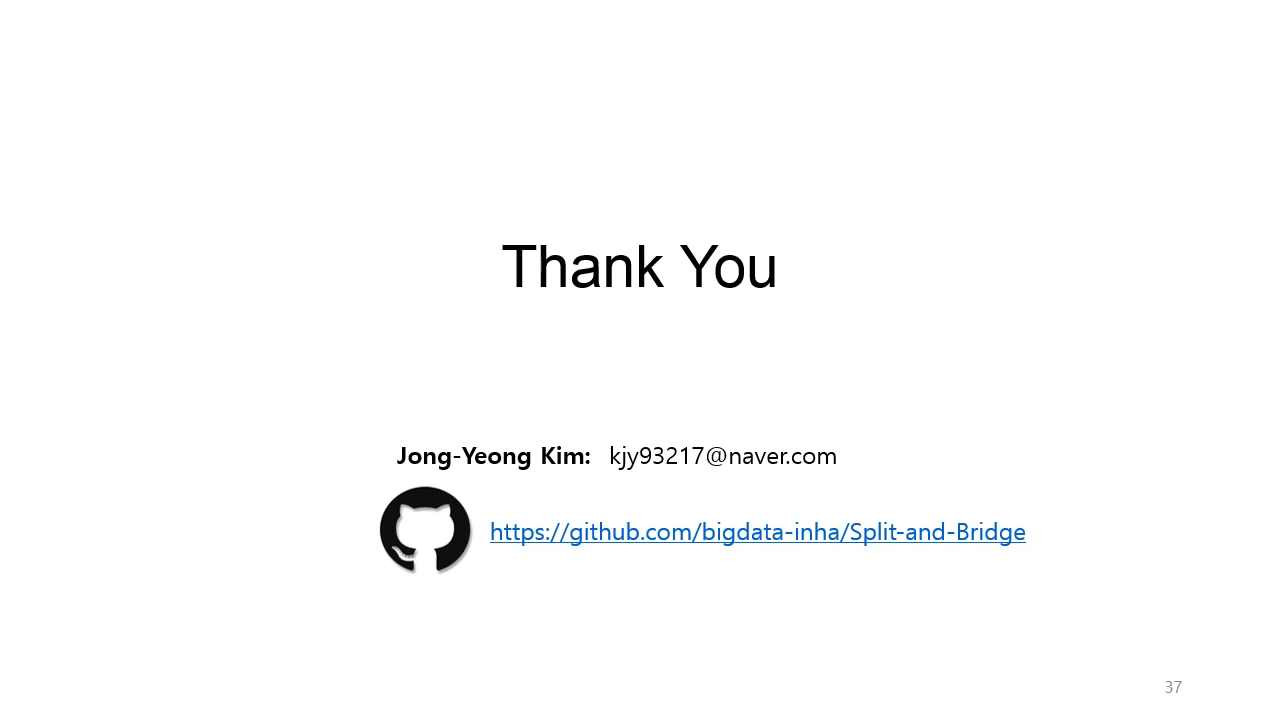 Thank You
Jong-Yeong Kim: kjy93217@naver.com
https://github.com/bigdata-inha/Split-and-Bridge
37